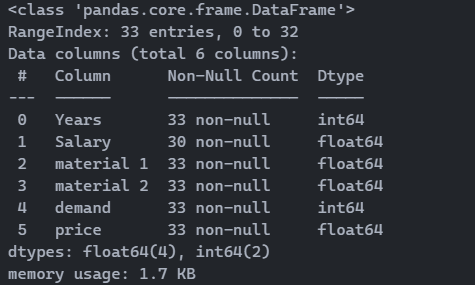 <class 'pandas.core.frame.DataFrame'>
RangeIndex: 33 entries, 0 to 32
Data columns (total 6 columns):
 #   Column      Non-Null Count  Dtype
---  ------      --------------  -----
 0   Years       33 non-null     int64
 1   Salary      30 non-null     float64
 2   material 1  33 non-null     float64
 3   material 2  33 non-null     float64
 4   demand      33 non-null     int64
 5   price       33 non-null     float64
dtypes: float64(4), int64(2)
memory usage: 1.7 KB